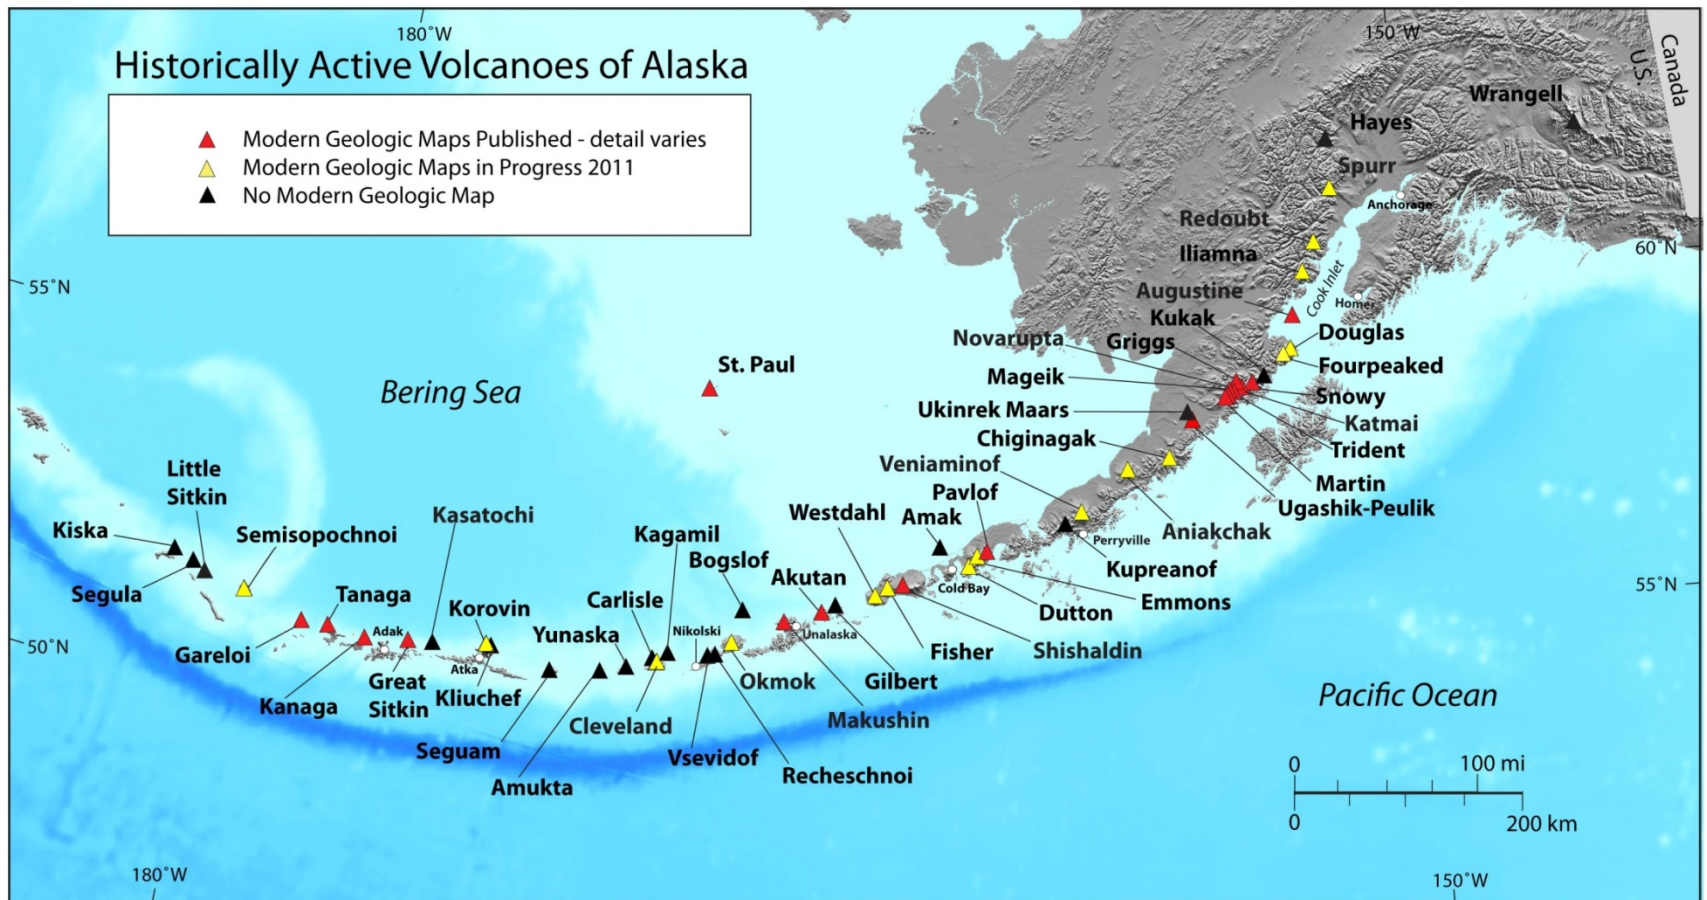 180°W
150°W
Historically Active Volcanoes of Alaska
Modern Geologic Maps Published - detail varies
Modern Geologic Maps in Progress 2011
No Modern Geologic Map
Canada
U.S.
Wrangell
Hayes
Spurr
Anchorage
Redoubt
60°N
Iliamna
Cook Inlet
55°N
Augustine
Homer
Kukak
Douglas
Novarupta
Griggs
St. Paul
Fourpeaked
Mageik
Bering Sea
Snowy
Ukinrek Maars
Katmai
Chiginagak
Trident
Veniaminof
Martin
Pavlof
Ugashik-Peulik
Little
Sitkin
Kasatochi
Westdahl
Amak
Kiska
Semisopochnoi
Kagamil
Aniakchak
Perryville
Bogslof
Kupreanof
Akutan
Cold Bay
55°N
Segula
Tanaga
Carlisle
Emmons
Korovin
Dutton
Adak
Yunaska
Nikolski
Unalaska
50°N
Gareloi
Fisher
Shishaldin
Atka
Great
Sitkin
Okmok
Gilbert
Kliuchef
Pacific Ocean
Kanaga
Cleveland
Makushin
Seguam
Vsevidof
Recheschnoi
Amukta
0
100 mi
0
200 km
180°W
150°W